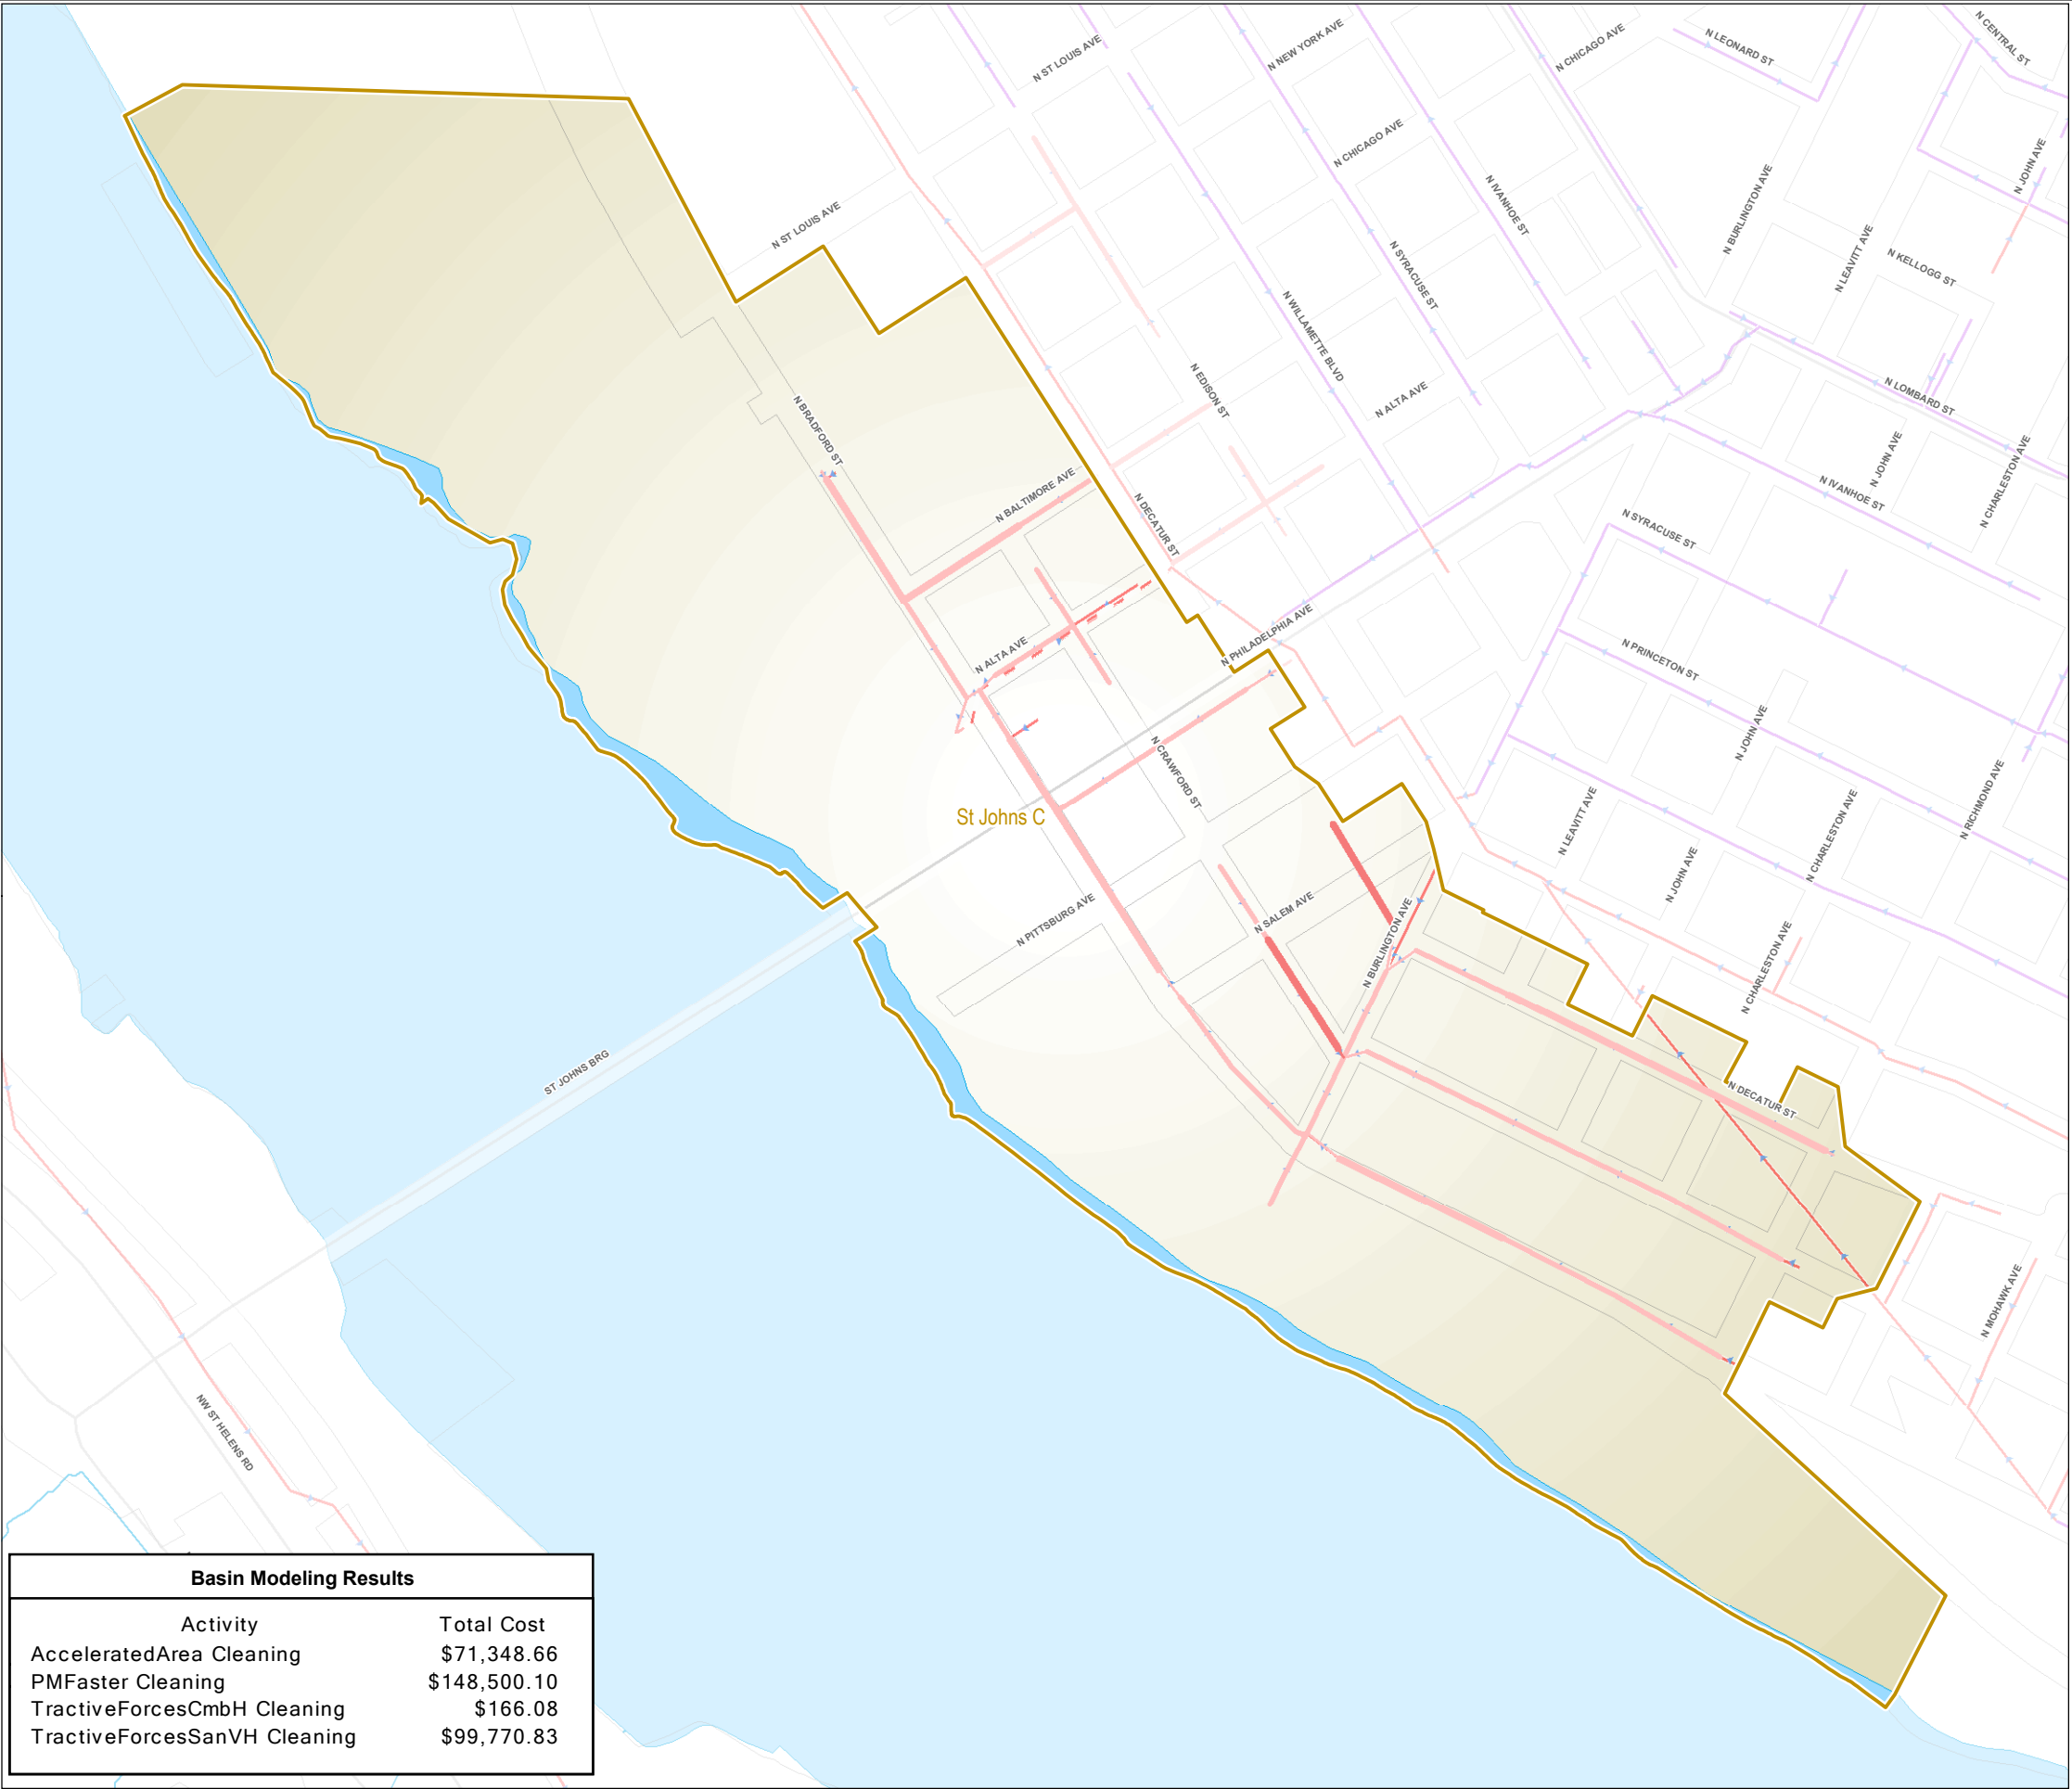 N CENTRAL ST
N LEONARD ST
N CHICAGO AVE
N NEW YORK AVE
N ST LOUIS AVE
N CHICAGO AVE
N JOHN AVE
N IVANHOE ST
N BURLINGTON AVE
N ST LOUIS AVE
N LEAVITT AVE
N KELLOGG ST
N SYRACUSE ST
N WILLAMETTE BLVD
N EDISON ST
N ALTA AVE
N LOMBARD ST
N BRADFORD ST
N JOHN AVE
N CHARLESTON AVE
N BALTIMORE AVE
N IVANHOE ST
N DECATUR ST
N SYRACUSE ST
N PHILADELPHIA AVE
N ALTA AVE
N PRINCETON ST
N JOHN AVE
N CRAWFORD ST
N RICHMOND AVE
St Johns C
N LEAVITT AVE
N CHARLESTON AVE
N JOHN AVE
N PITTSBURG AVE
N SALEM AVE
N BURLINGTON AVE
N CHARLESTON AVE
ST JOHNS BRG
N DECATUR ST
N MOHAWK AVE
NW ST HELENS RD
Basin Modeling Results
Activity Total Cost
AcceleratedArea Cleaning $71,348.66
PMFaster Cleaning $148,500.10
TractiveForcesCmbH Cleaning $166.08
TractiveForcesSanVH Cleaning $99,770.83